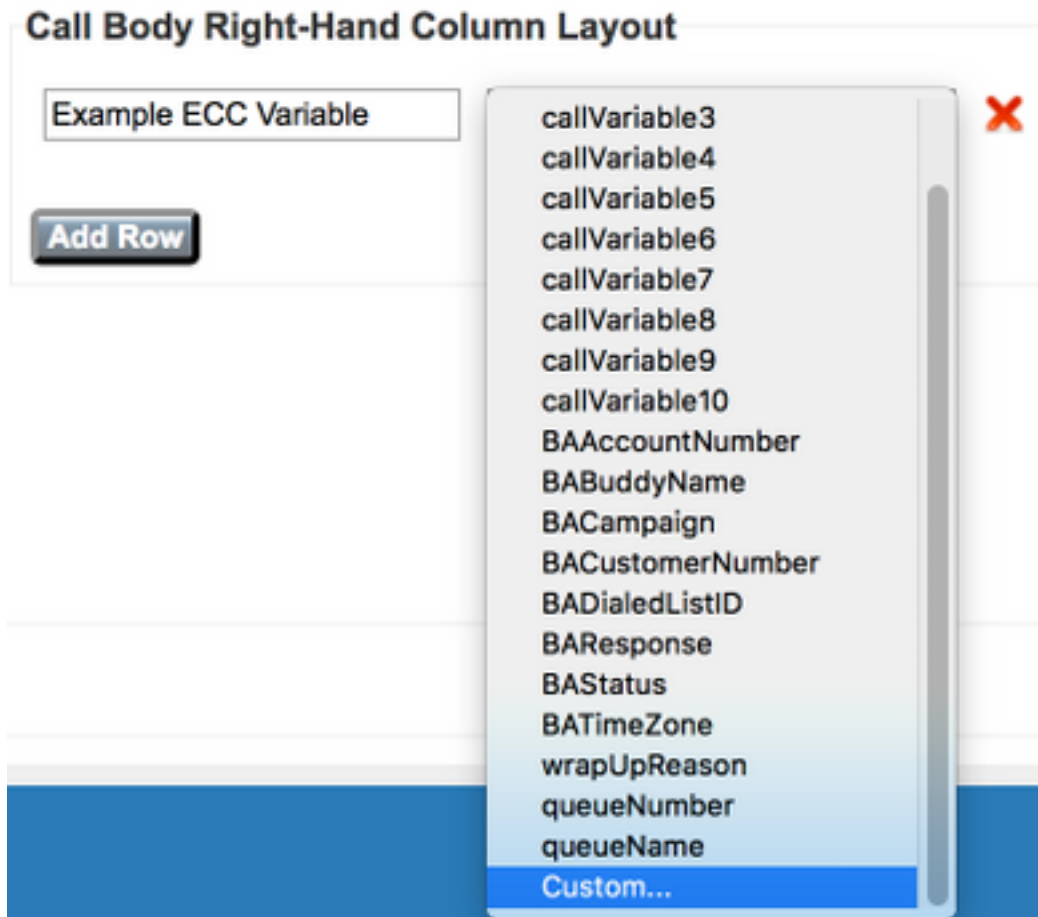 Call Body Right-Hand Column Layout
Example ECC Variable
Add Row
callVariable3
callVariable4
callVariable5
callVariable6
callVariable7
callVariable8
callVariable9
callVariable10
BAAccountNumber
BABuddyName
BACampaign
BACustomerNumber
BADialedListID
BAResponse
BAStatus
BATimeZone
wrapUpReason
queueNumber
queueName
Custom...